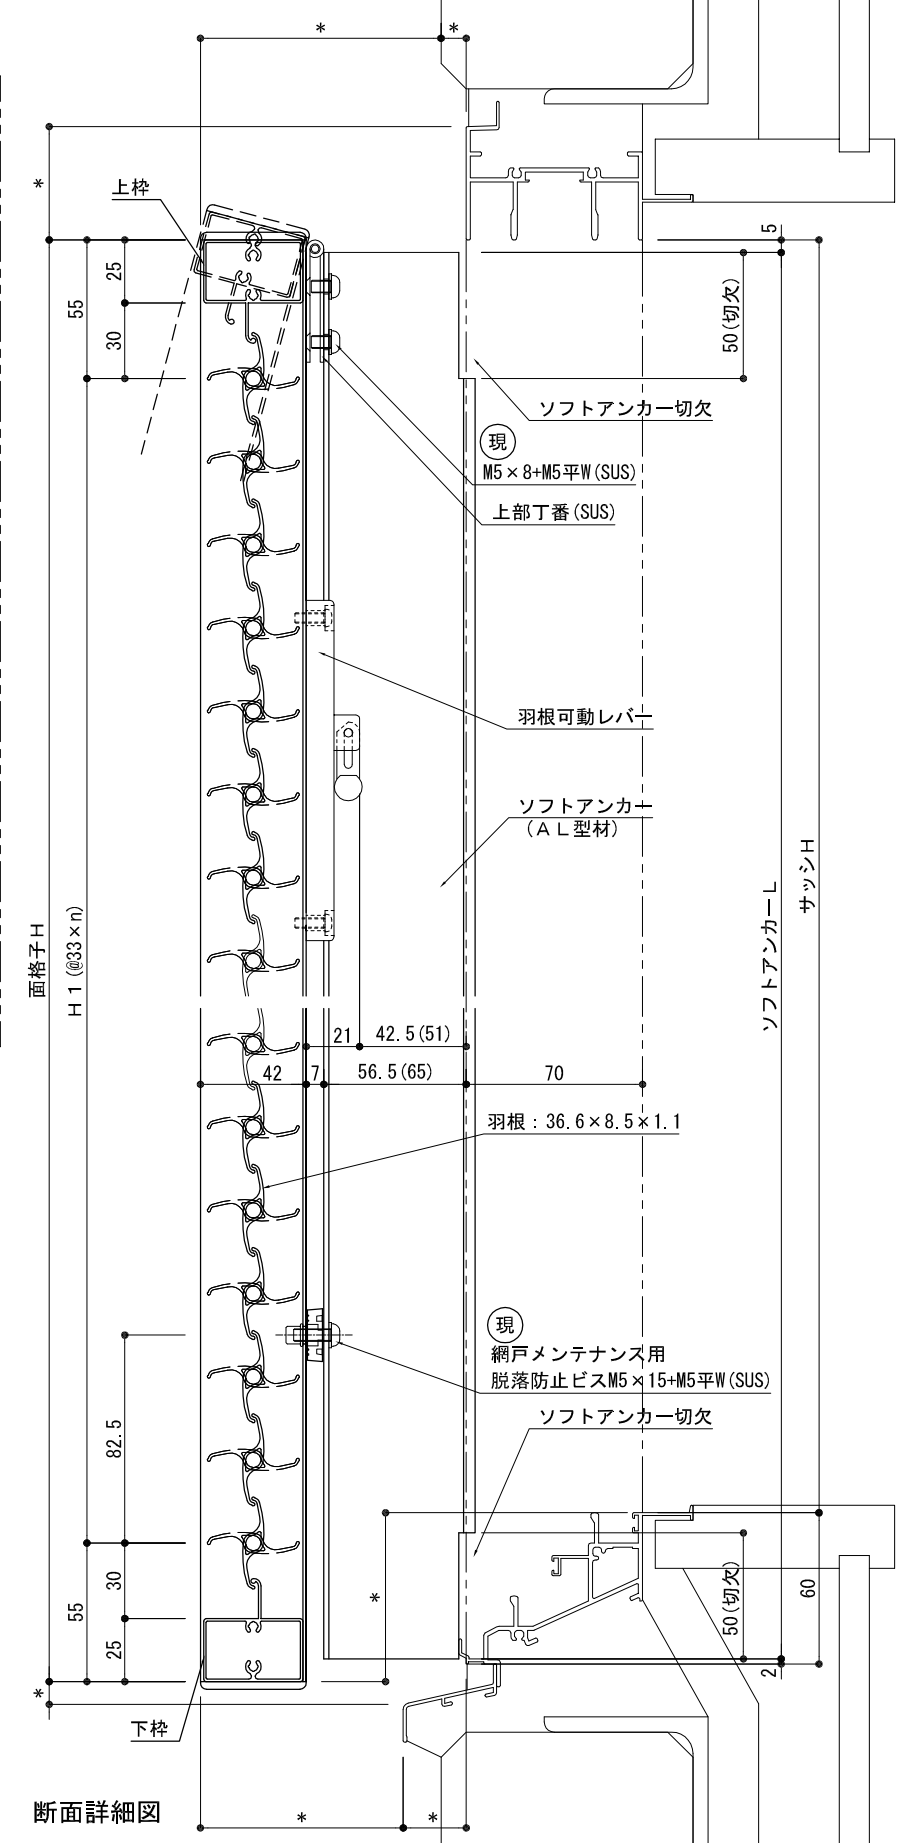 *
*
*
上枠
5
25
55
30
50(切欠)
ソフトアンカー切欠
現
M5×8+M5平W(SUS)
上部丁番(SUS)
羽根可動レバー
ソフトアンカー
(AL型材)
サッシH
ソフトアンカーL
面格子H
H1(@33×n)
21
42.5(51)
42
7
56.5(65)
70
羽根:36.6×8.5×1.1
現
網戸メンテナンス用
脱落防止ビスM5×15+M5平W(SUS)
ソフトアンカー切欠
82.5
30
55
25
*
50(切欠)
60
2
*
下枠
*
*
断面詳細図